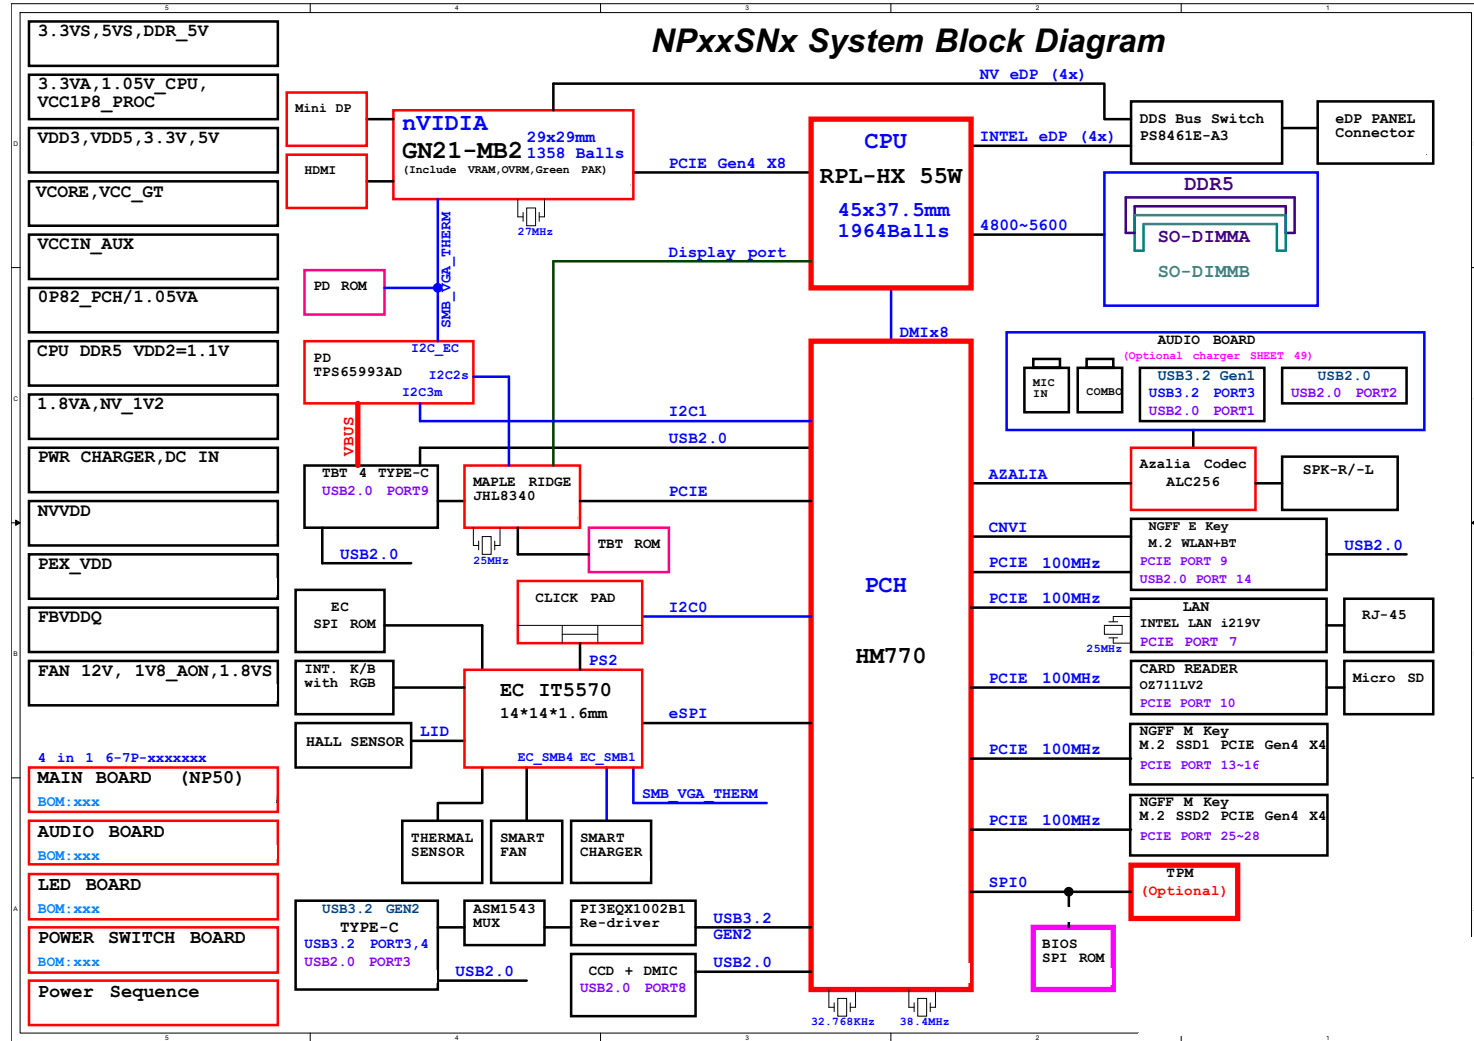 NPxxSNx System Block Diagram
5
4
3
2
1
D
C
B
A
3.3VS,5VS,DDR_5V
3.3VA,1.05V_CPU,
VCC1P8_PROC
VDD3,VDD5,3.3V,5V
VCORE,VCC_GT
VCCIN_AUX
0P82_PCH/1.05VA
CPU DDR5 VDD2=1.1V
1.8VA,NV_1V2
PWR CHARGER,DC IN
NVVDD
PEX_VDD
FBVDDQ
FAN 12V, 1V8_AON,1.8VS
4 in 1 6-7P-xxxxxxx
MAIN BOARD (NP50)
BOM:xxx
AUDIO BOARD
BOM:xxx
LED BOARD
BOM:xxx
POWER SWITCH BOARD
BOM:xxx
Power Sequence
Mini DP
HDMI
nVIDIA
GN21-MB2
29x29mm
1358 Balls
(Include VRAM,OVRM,Green PAK)
27MHz
SMB_VGA_THERM
PD ROM
I2C_EC
PD
TPS65993AD
I2C2s
I2C3m
VBUS
TBT 4 TYPE-C
USB2.0 PORT9
USB2.0
MAPLE RIDGE
JHL8340
25MHz
TBT ROM
NV eDP (4x)
INTEL eDP (4x)
PCIE Gen4 X8
Display port
4800~5600
CPU
RPL-HX 55W
45x37.5mm
1964Balls
DMIx8
DDS Bus Switch
PS8461E-A3
eDP PANEL
Connector
DDR5
SO-DIMMA
SO-DIMMB
AUDIO BOARD
(Optional charger SHEET 49)
MIC
IN
COMBO
USB3.2 Gen1
USB3.2 PORT3
USB2.0 PORT1
USB2.0
USB2.0 PORT2
I2C1
USB2.0
PCIE
I2C0
eSPI
PCH
HM770
AZALIA
Azalia Codec
ALC256
SPK-R/-L
CNVI
PCIE 100MHz
NGFF E Key
M.2 WLAN+BT
PCIE PORT 9
USB2.0 PORT 14
USB2.0
PCIE 100MHz
25MHz
LAN
INTEL LAN i219V
PCIE PORT 7
RJ-45
PCIE 100MHz
CARD READER
OZ711LV2
PCIE PORT 10
Micro SD
PCIE 100MHz
NGFF M Key
M.2 SSD1 PCIE Gen4 X4
PCIE PORT 13~16
PCIE 100MHz
NGFF M Key
M.2 SSD2 PCIE Gen4 X4
PCIE PORT 25~28
SPI0
TPM
(Optional)
BIOS
SPI ROM
EC
SPI ROM
CLICK PAD
PS2
INT. K/B
with RGB
EC IT5570
14*14*1.6mm
EC_SMB4 EC_SMB1
HALL SENSOR
LID
SMB_VGA_THERM
THERMAL
SENSOR
SMART
FAN
SMART
CHARGER
USB3.2 GEN2
TYPE-C
USB3.2 PORT3,4
USB2.0 PORT3
USB2.0
ASM1543
MUX
PI3EQX1002B1
Re-driver
USB3.2
GEN2
CCD + DMIC
USB2.0 PORT8
USB2.0
32.768KHz
38.4MHz
5
4
3
2
1